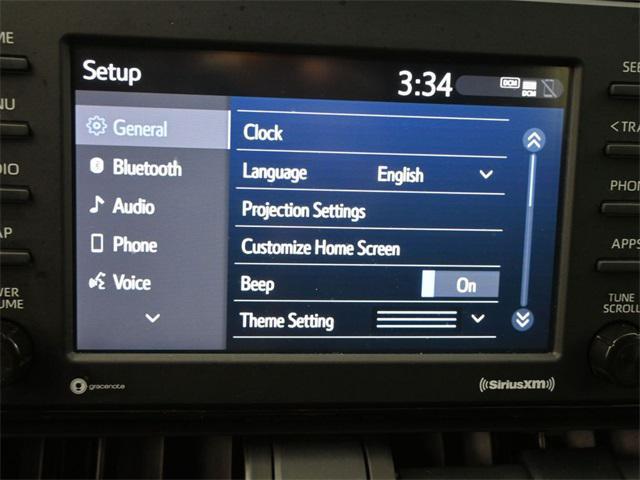 Setup
3:34
DCM
DCM
General
Bluetooth
Audio
Phone
Voice
Clock
Language English
Projection Settings
Customize Home Screen
Beep On
Theme Setting
gracenote
((SiriusXM))
TUNE
SCROLL
APPS
PHON
<TRA
SEE
ME
NU
DIO
AP
WER
UME